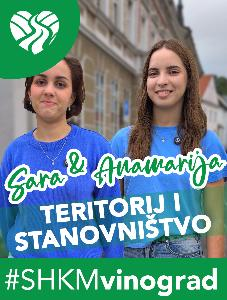 Sara & Anamarija
TERITORIJ I
STANOVNIŠTVO
#SHKMvinograd